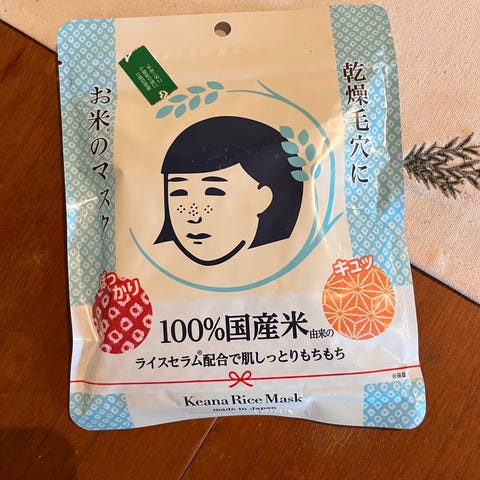 乾燥毛穴に
お米のマスク
キュッ
100%国産米由来の
ライスセラム®配合で肌しっとりもちもち
※保湿
Keana Rice Mask
made in Japan